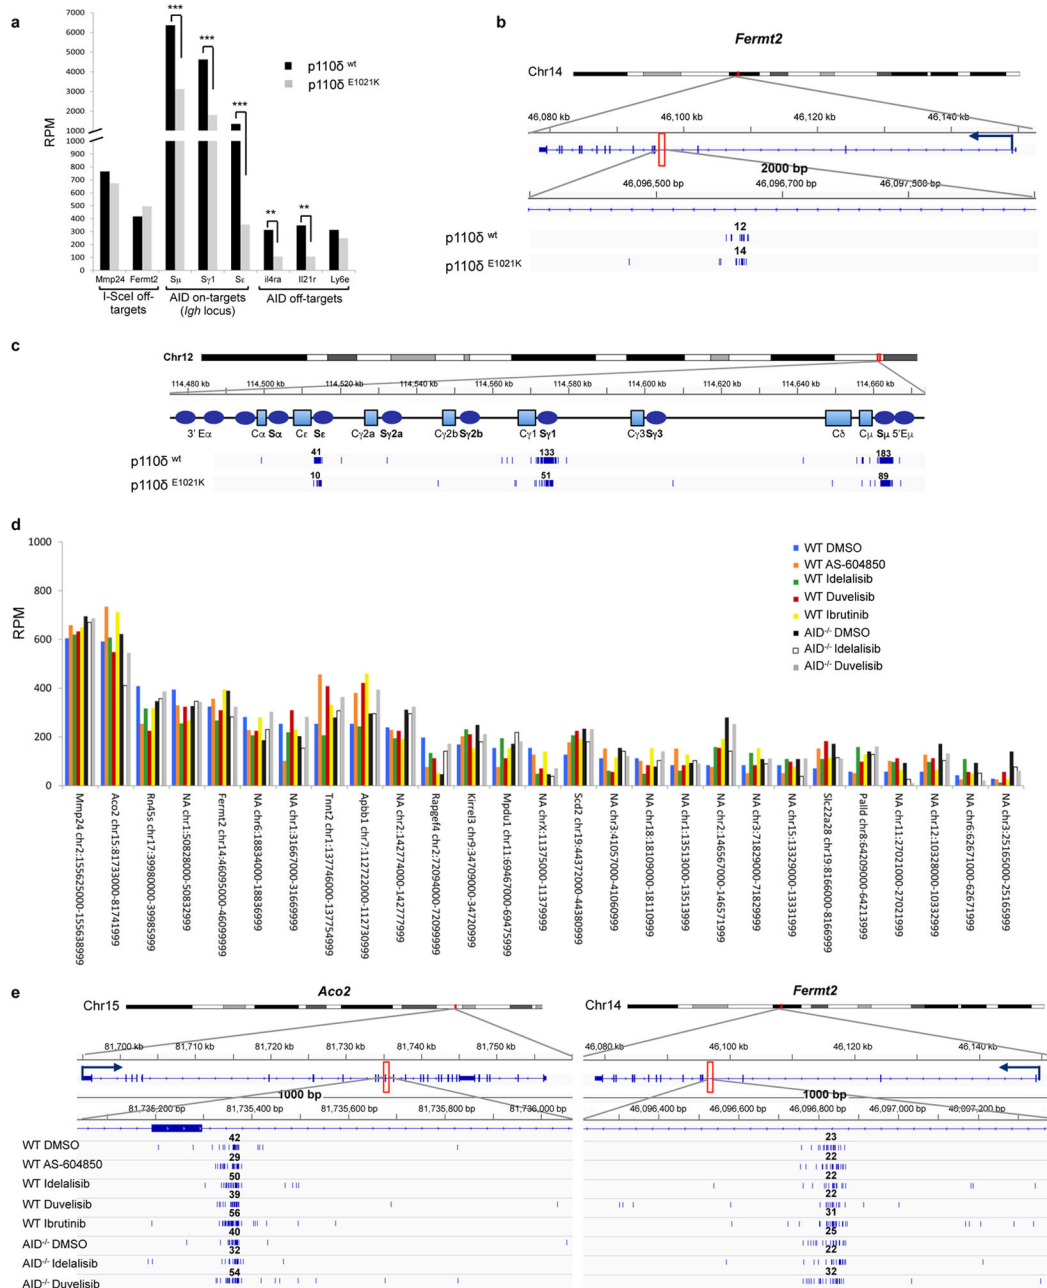 a
7000
6000
5000
4000
3000
2000
1000
1000
900
800
700
600
500
400
300
200
100
0
RPM
***
***
***
**
**
p110δ wt
p110δ E1021K
Mmp24 Fermt2 Sμ Sγ1 Sε il4ra Il21r Ly6e
I-SceI off-targets
AID on-targets (Igh locus)
AID off-targets
b
Fermt2
Chr14
46,080 kb 46,100 kb 46,120 kb 46,140 kb
2000 bp
46,096,500 bp 46,096,700 bp 46,097,500 bp
p110δ wt
12
p110δ E1021K
14
c
Chr12
114,480 kb 114,500 kb 114,520 kb 114,540 kb 114,560 kb 114,580 kb 114,600 kb 114,620 kb 114,640 kb 114,660 kb
3' Eα Cα Sα Cε Sε Cγ2a Sγ2a Cγ2b Sγ2b Cγ1 Sγ1 Cγ3 Sγ3 Cδ Cμ Sμ 5'Eμ
p110δ wt
41 133 183
p110δ E1021K
10 51 89
d
1000
800
600
400
200
0
RPM
WT DMSO
WT AS-604850
WT Idelalisib
WT Duvelisib
WT Ibrutinib
AID-/- DMSO
AID-/- Idelalisib
AID-/- Duvelisib
Mmp24 chr2:155625000-155638999
Aco2 chr15:81733000-81741999
Rn45s chr17:39980000-39985999
NA chr1:50828000-50832999
Fermt2 chr14:46095000-46099999
NA chr6:18834000-18836999
NA chr1:31667000-31669999
Tnnt2 chr1:137746000-137754999
Apbb1 chr7:112722000-112730999
NA chr2:142774000-142777999
Rapgef4 chr2:72094000-72099999
Kirrel3 chr9:34709000-34720999
Mpdu1 chr11:69467000-69475999
NA chrX:11375000-11379999
Scd2 chr19:44372000-44380999
NA chr3:41057000-41060999
NA chr18:18109000-18110999
NA chr1:13513000-13513999
NA chr2:146567000-146571999
NA chr3:71829000-71829999
NA chr15:13329000-13331999
Slc22a28 chr19:8166000-8166999
Palld chr8:64209000-64213999
NA chr11:27021000-27021999
NA chr12:10328000-10332999
NA chr6:62671000-62671999
NA chr3:25165000-25165999
e
Aco2
Chr15
81,700 kb 81,710 kb 81,720 kb 81,730 kb 81,740 kb 81,750 kb
1000 bp
81,735,200 bp 81,735,400 bp 81,735,600 bp 81,735,800 bp 81,736,000 bp
Fermt2
Chr14
46,080 kb 46,100 kb 46,120 kb 46,140 kb
1000 bp
46,096,400 bp 46,096,600 bp 46,096,800 bp 46,097,000 bp 46,097,200 bp
WT DMSO 42 23
WT AS-604850 29 22
WT Idelalisib 50 22
WT Duvelisib 39 22
WT Ibrutinib 56 31
AID-/- DMSO 40 25
AID-/- Idelalisib 32 22
AID-/- Duvelisib 54 32